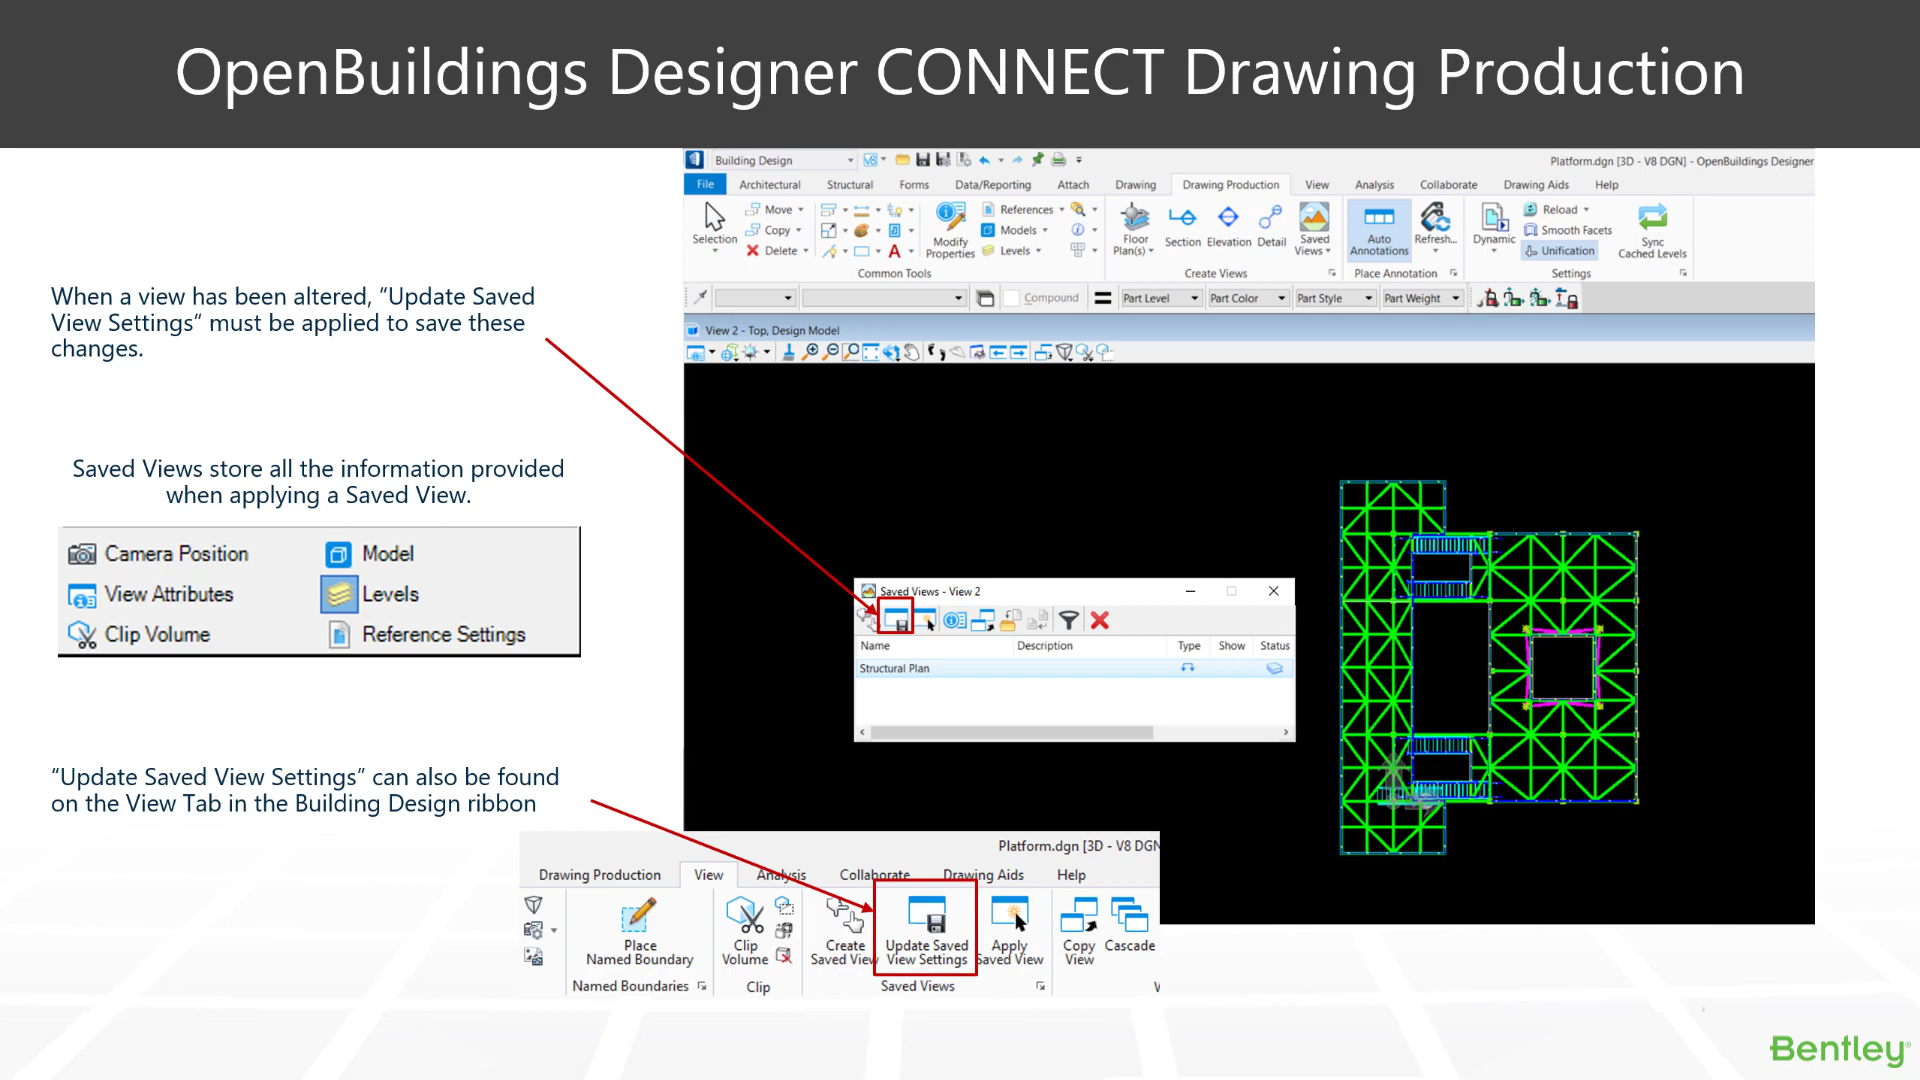 OpenBuildings Designer CONNECT Drawing Production
When a view has been altered, “Update Saved
View Settings” must be applied to save these
changes.
Saved Views store all the information provided
when applying a Saved View.
Camera Position
Model
View Attributes
Levels
Clip Volume
Reference Settings
“Update Saved View Settings” can also be found
on the View Tab in the Building Design ribbon
Building Design
V8
Platform.dgn [3D - V8 DGN] - OpenBuildings Designer
File Architectural Structural Forms Data/Reporting Attach Drawing Drawing Production View Analysis Collaborate Drawing Aids Help
Selection
Move
Copy
Delete
Modify
Properties
References
Models
Levels
Common Tools
Floor
Plan(s)
Section
Elevation
Detail
Saved
Views
Create Views
Auto
Annotations
Refresh...
Place Annotation
Dynamic
Reload
Smooth Facets
Unification
Settings
Sync
Cached Levels
Compound
Part Level
Part Color
Part Style
Part Weight
View 2 - Top, Design Model
Saved Views - View 2
Name Description Type Show Status
Structural Plan
Platform.dgn [3D - V8 DGN
Drawing Production View Analysis Collaborate Drawing Aids Help
Place
Named Boundary
Named Boundaries
Clip
Volume
Clip
Create
Saved View
Update Saved
View Settings
Apply
Saved View
Saved Views
Copy
View
Cascade
Bentley